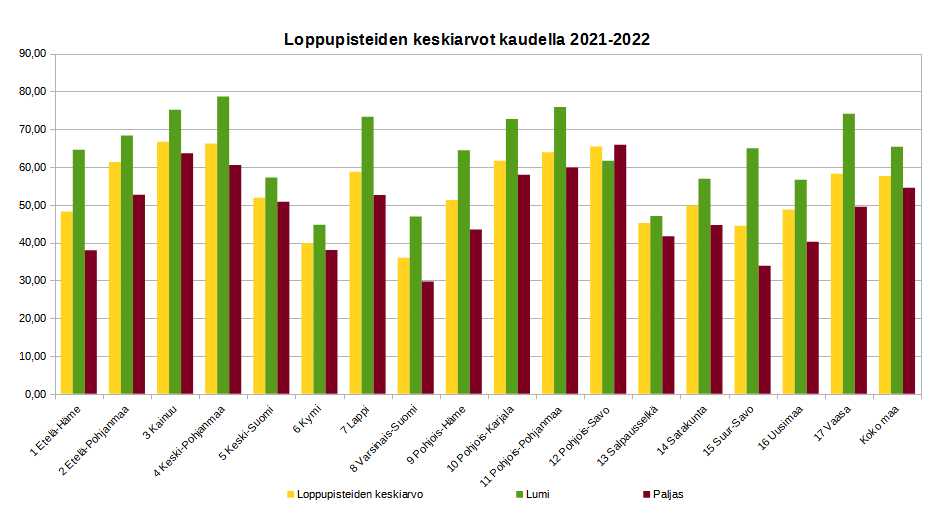 Loppupisteiden keskiarvot kaudella 2021-2022
90,00
80,00
70,00
60,00
50,00
40,00
30,00
20,00
10,00
0,00
1 Etelä-Häme
2 Etelä-Pohjanmaa
3 Kainuu
4 Keski-Pohjanmaa
5 Keski-Suomi
6 Kymi
7 Lappi
8 Varsinais-Suomi
9 Pohjois-Häme
10 Pohjois-Karjala
11 Pohjois-Pohjanmaa
12 Pohjois-Savo
13 Salpausselkä
14 Satakunta
15 Suur-Savo
16 Uusimaa
17 Vaasa
Koko maa
Loppupisteiden keskiarvo
Lumi
Paljas